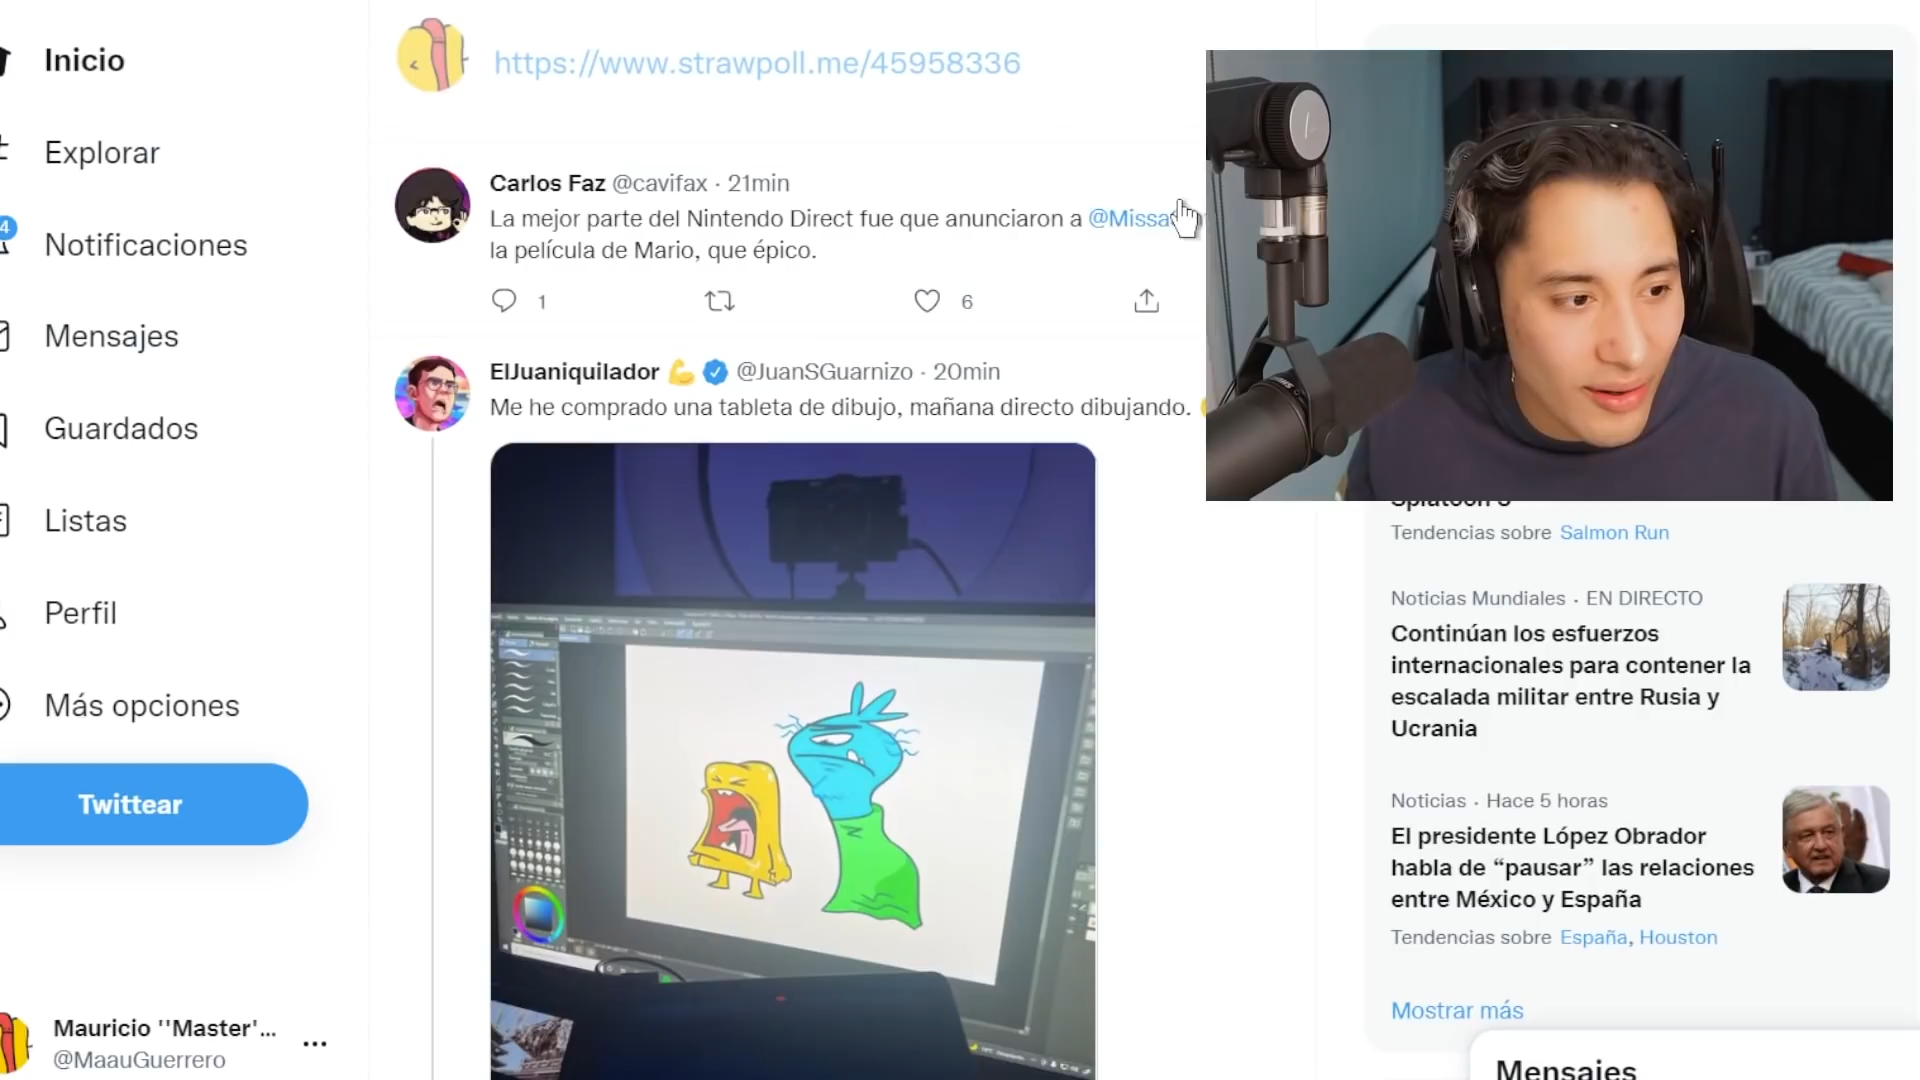 Inicio
Explorar
4
Notificaciones
Mensajes
Guardados
Listas
Perfil
Más opciones
Twittear
Mauricio ''Master'...
@MaauGuerrero
https://www.strawpoll.me/45958336
Carlos Faz @cavifax · 21min
La mejor parte del Nintendo Direct fue que anunciaron a @Missa
la película de Mario, que épico.
1
6
ElJuaniquilador 💪 @JuanSGuarnizo · 20min
Me he comprado una tableta de dibujo, mañana directo dibujando.
Splatoon 3
Tendencias sobre Salmon Run
Noticias Mundiales · EN DIRECTO
Continúan los esfuerzos
internacionales para contener la
escalada militar entre Rusia y
Ucrania
Noticias · Hace 5 horas
El presidente López Obrador
habla de “pausar” las relaciones
entre México y España
Tendencias sobre España, Houston
Mostrar más
Mensajes